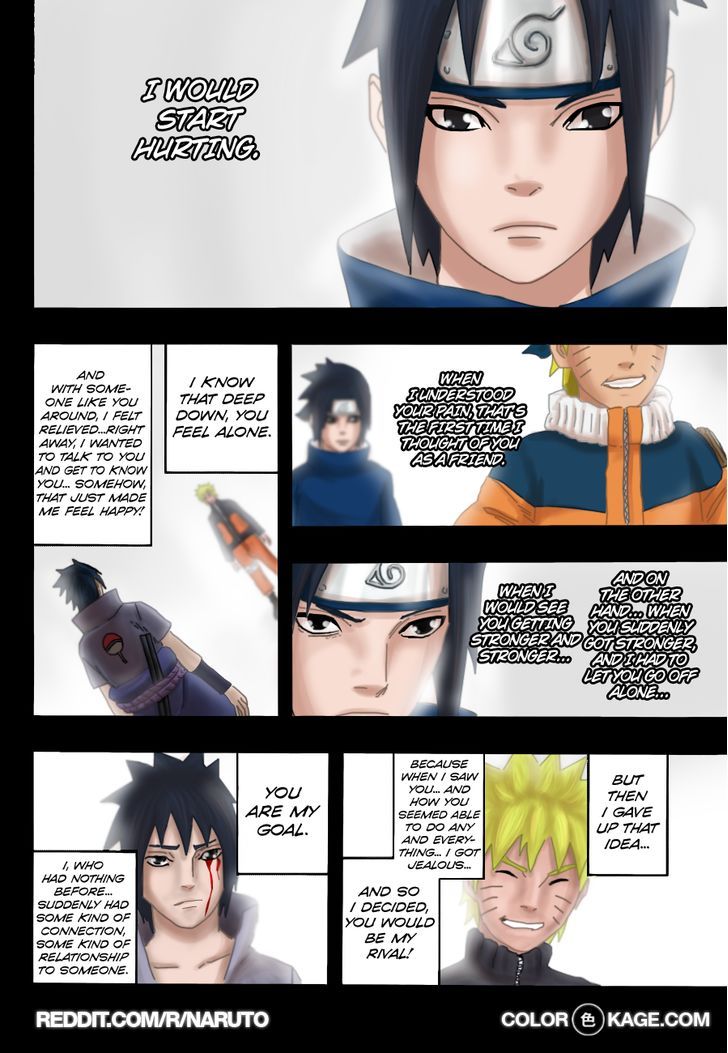 I WOULD
START
HURTING.
WHEN
I UNDERSTOOD
YOUR PAIN, THAT'S
THE FIRST TIME I
THOUGHT OF YOU
AS A FRIEND.
I KNOW
THAT DEEP
DOWN, YOU
FEEL ALONE.
AND
WITH SOME-
ONE LIKE YOU
AROUND, I FELT
RELIEVED...RIGHT
AWAY, I WANTED
TO TALK TO YOU
AND GET TO KNOW
YOU... SOMEHOW,
THAT JUST MADE
ME FEEL HAPPY!
AND ON
THE OTHER
HAND... WHEN
YOU SUDDENLY
GOT STRONGER,
AND I HAD TO
LET YOU GO OFF
ALONE...
WHEN I
WOULD SEE
YOU GETTING
STRONGER AND
STRONGER...
BUT
THEN I
GAVE
UP THAT
IDEA...
BECAUSE
WHEN I SAW
YOU... AND
HOW YOU
SEEMED ABLE
TO DO ANY
AND EVERY-
THING... I GOT
JEALOUS...
AND SO
I DECIDED,
YOU WOULD
BE MY
RIVAL!
YOU
ARE MY
GOAL.
I, WHO
HAD NOTHING
BEFORE...
SUDDENLY HAD
SOME KIND OF
CONNECTION,
SOME KIND OF
RELATIONSHIP
TO SOMEONE.
REDDIT.COM/R/NARUTO
COLOR 色 KAGE.COM